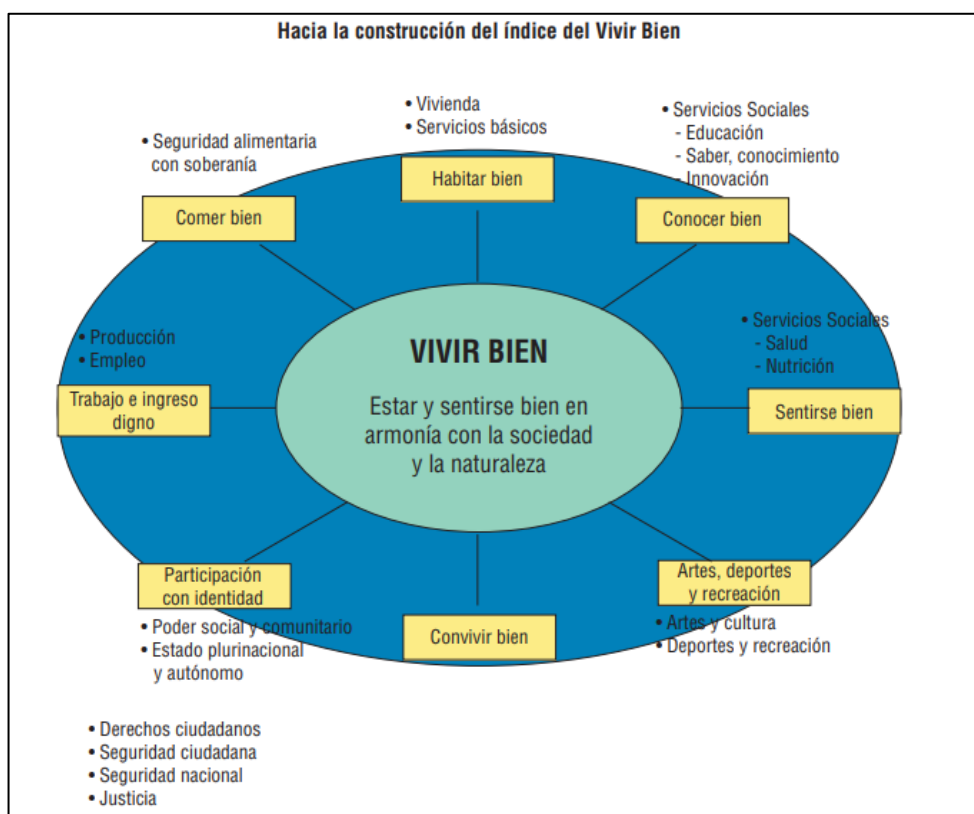 Hacia la construcción del índice del Vivir Bien
• Vivienda
• Servicios básicos
• Servicios Sociales
- Educación
- Saber, conocimiento
- Innovación
• Seguridad alimentaria
con soberanía
Habitar bien
Comer bien
Conocer bien
• Producción
• Empleo
• Servicios Sociales
- Salud
- Nutrición
VIVIR BIEN
Estar y sentirse bien en
armonía con la sociedad
y la naturaleza
Trabajo e ingreso
digno
Sentirse bien
Participación
con identidad
• Poder social y comunitario
• Estado plurinacional
y autónomo
Convivir bien
Artes, deportes
y recreación
• Artes y cultura
• Deportes y recreación
• Derechos ciudadanos
• Seguridad ciudadana
• Seguridad nacional
• Justicia